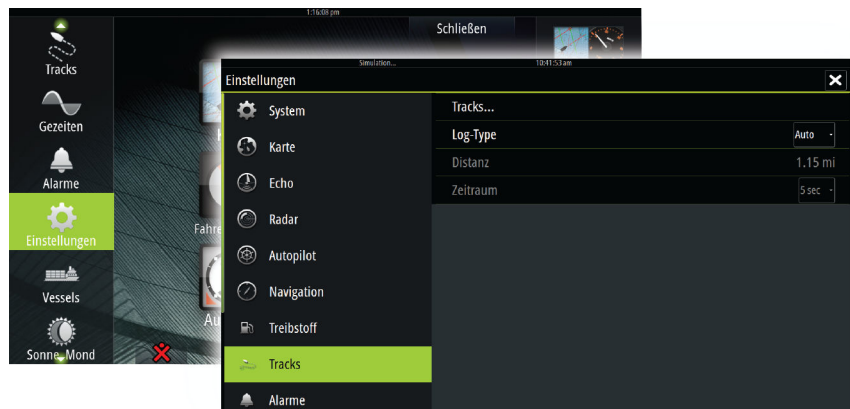 1:16:08 pm
Schließen
Tracks
Gezeiten
Alarme
Einstellungen
Vessels
Sonne, Mond
Fahre
Au
Simulation...
10:41:53 am
Einstellungen
System
Karte
Echo
Radar
Autopilot
Navigation
Treibstoff
Tracks
Alarme
Tracks...
Log-Type
Auto
Distanz
1.15 mi
Zeitraum
5 sec